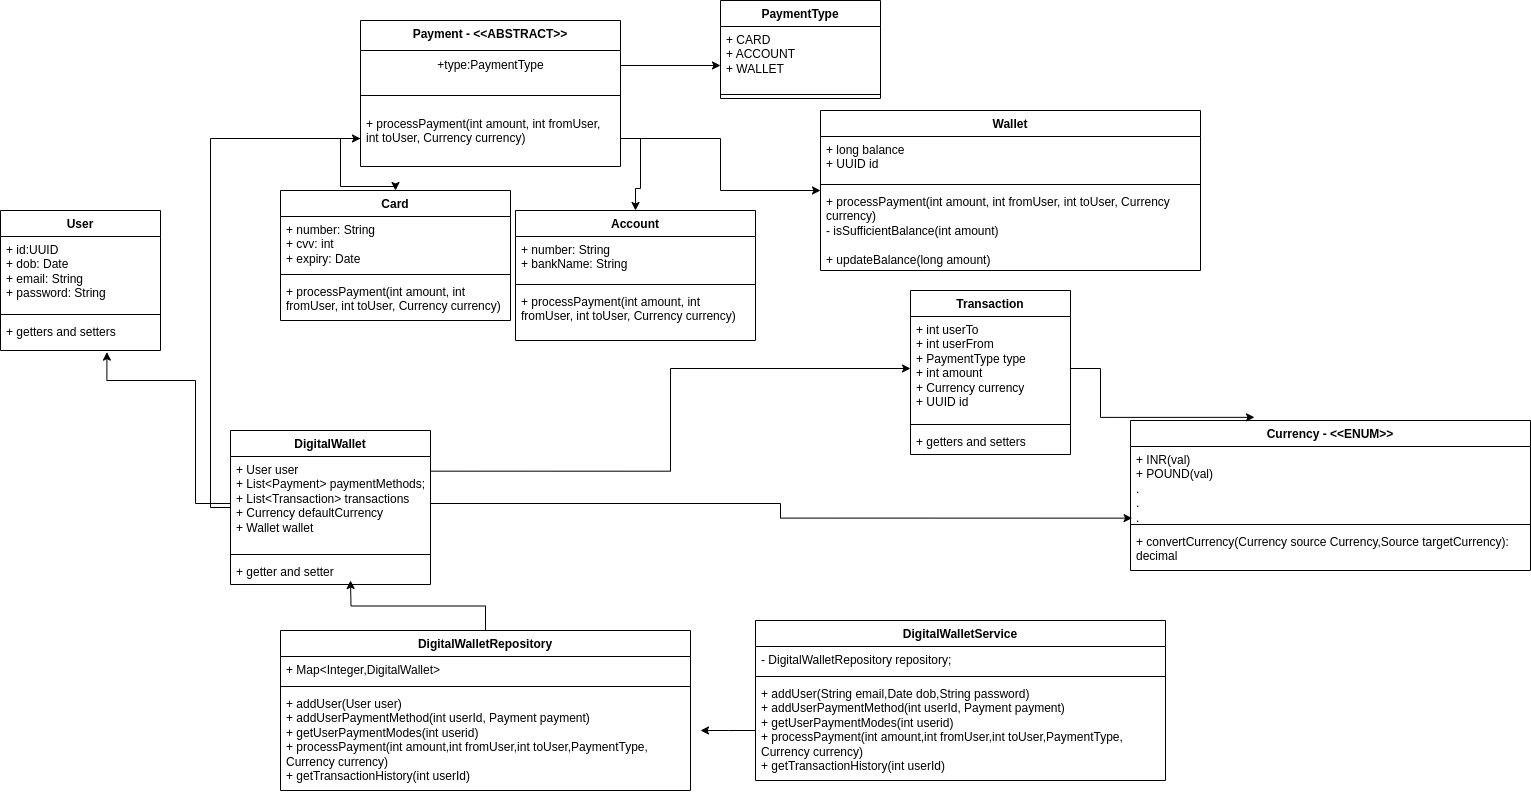 PaymentType
+ CARD
+ ACCOUNT
+ WALLET
Payment - <<ABSTRACT>>
+type:PaymentType
+ processPayment(int amount, int fromUser,
int toUser, Currency currency)
Wallet
+ long balance
+ UUID id
+ processPayment(int amount, int fromUser, int toUser, Currency
currency)
- isSufficientBalance(int amount)
+ updateBalance(long amount)
Card
+ number: String
+ cvv: int
+ expiry: Date
+ processPayment(int amount, int
fromUser, int toUser, Currency currency)
Account
+ number: String
+ bankName: String
+ processPayment(int amount, int
fromUser, int toUser, Currency currency)
User
+ id:UUID
+ dob: Date
+ email: String
+ password: String
+ getters and setters
Transaction
+ int userTo
+ int userFrom
+ PaymentType type
+ int amount
+ Currency currency
+ UUID id
+ getters and setters
Currency - <<ENUM>>
+ INR(val)
+ POUND(val)
.
.
.
+ convertCurrency(Currency source Currency,Source targetCurrency):
decimal
DigitalWallet
+ User user
+ List<Payment> paymentMethods;
+ List<Transaction> transactions
+ Currency defaultCurrency
+ Wallet wallet
+ getter and setter
DigitalWalletRepository
+ Map<Integer,DigitalWallet>
+ addUser(User user)
+ addUserPaymentMethod(int userId, Payment payment)
+ getUserPaymentModes(int userid)
+ processPayment(int amount,int fromUser,int toUser,PaymentType,
Currency currency)
+ getTransactionHistory(int userId)
DigitalWalletService
- DigitalWalletRepository repository;
+ addUser(String email,Date dob,String password)
+ addUserPaymentMethod(int userId, Payment payment)
+ getUserPaymentModes(int userid)
+ processPayment(int amount,int fromUser,int toUser,PaymentType,
Currency currency)
+ getTransactionHistory(int userId)